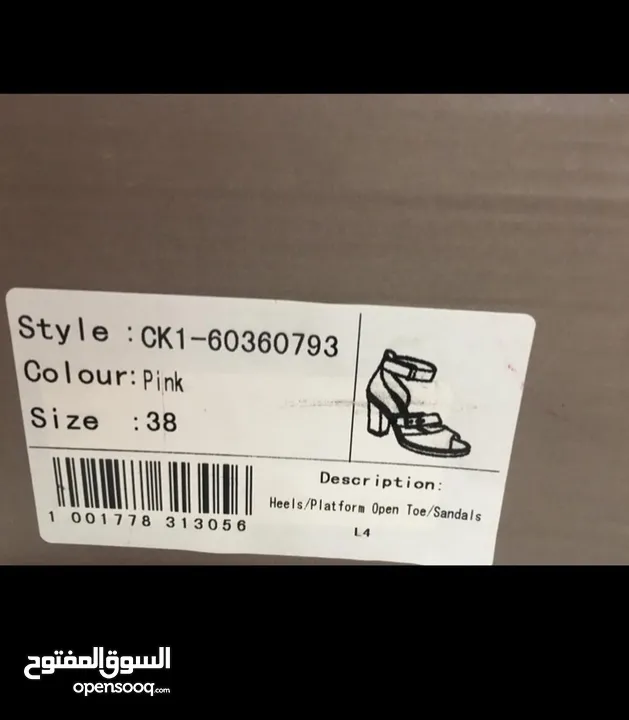 Style :CK1-60360793
Colour:Pink
Size :38
1 001778 313056
Description:
Heels/Platform Open Toe/Sandals
L4
السوق المفتوح
opensooq.com